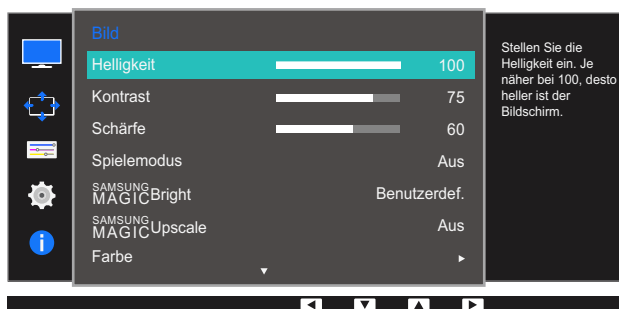 Bild
Helligkeit 100
Kontrast 75
Schärfe 60
Spielemodus Aus
SAMSUNG MAGIC Bright Benutzerdef.
SAMSUNG MAGIC Upscale Aus
Farbe
Stellen Sie die
Helligkeit ein. Je
näher bei 100, desto
heller ist der
Bildschirm.